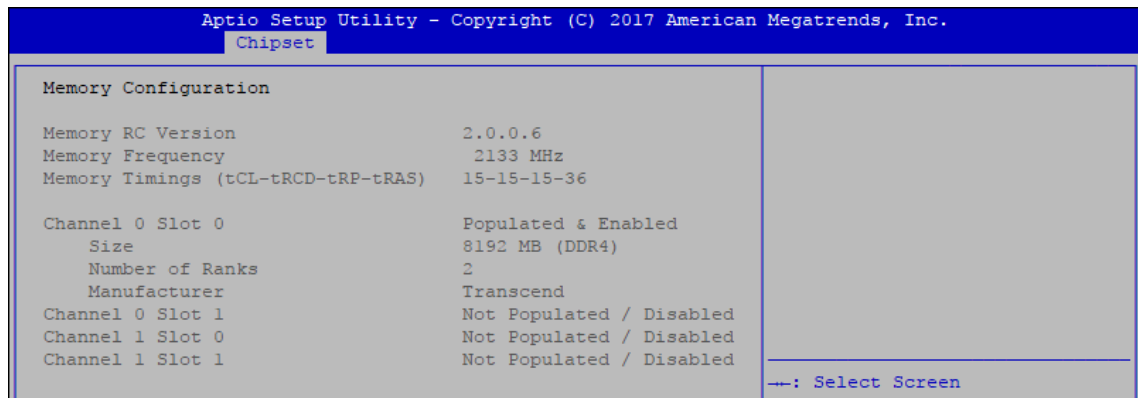 Aptio Setup Utility - Copyright (C) 2017 American Megatrends, Inc.
Chipset
Memory Configuration
Memory RC Version 2.0.0.6
Memory Frequency 2133 MHz
Memory Timings (tCL-tRCD-tRP-tRAS) 15-15-15-36
Channel 0 Slot 0 Populated & Enabled
Size 8192 MB (DDR4)
Number of Ranks 2
Manufacturer Transcend
Channel 0 Slot 1 Not Populated / Disabled
Channel 1 Slot 0 Not Populated / Disabled
Channel 1 Slot 1 Not Populated / Disabled
→←: Select Screen